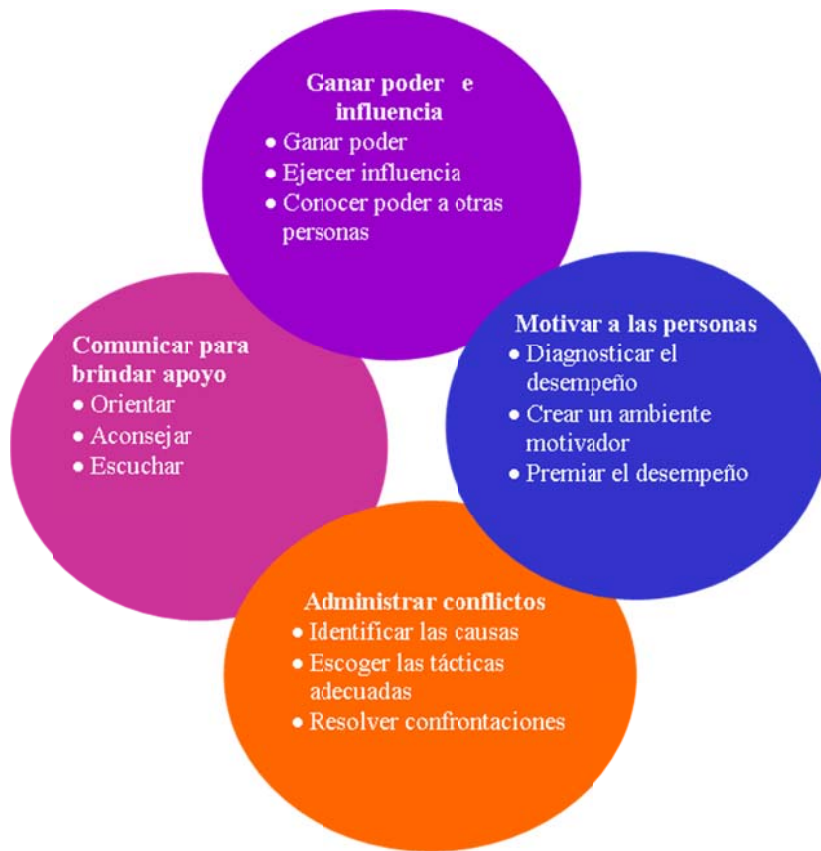 Ganar poder e
influencia
● Ganar poder
● Ejercer influencia
● Conocer poder a otras
personas
Comunicar para
brindar apoyo
● Orientar
● Aconsejar
● Escuchar
Motivar a las personas
● Diagnosticar el
desempeño
● Crear un ambiente
motivador
● Premiar el desempeño
Administrar conflictos
● Identificar las causas
● Escoger las tácticas
adecuadas
● Resolver confrontaciones